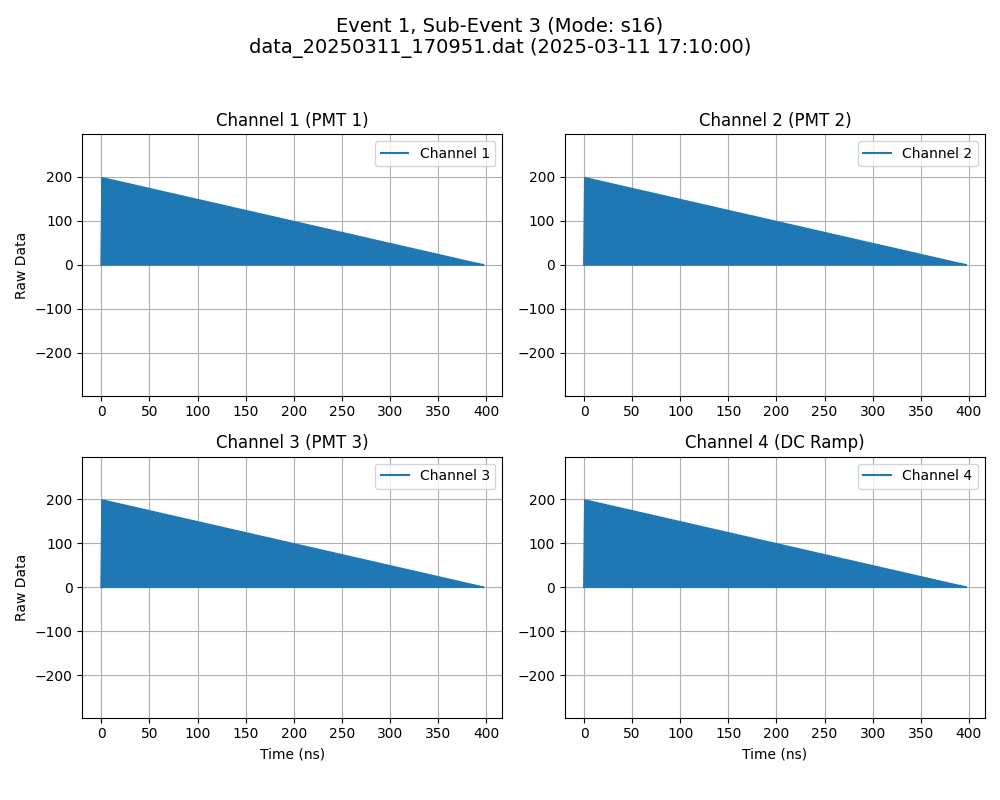 Event 1, Sub-Event 3 (Mode: s16)
data_20250311_170951.dat (2025-03-11 17:10:00)
Channel 1 (PMT 1)
Channel 1
200
100
0
−100
−200
Raw Data
0 50 100 150 200 250 300 350 400
Channel 2 (PMT 2)
Channel 2
200
100
0
−100
−200
0 50 100 150 200 250 300 350 400
Channel 3 (PMT 3)
Channel 3
200
100
0
−100
−200
Raw Data
0 50 100 150 200 250 300 350 400
Time (ns)
Channel 4 (DC Ramp)
Channel 4
200
100
0
−100
−200
0 50 100 150 200 250 300 350 400
Time (ns)